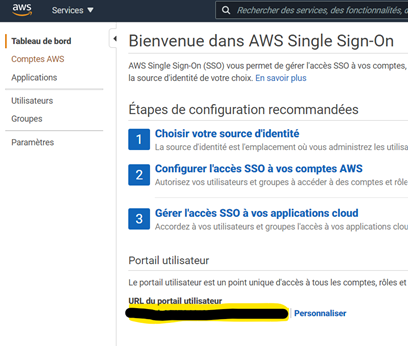 aws
Services
Rechercher des services, des fonctionnalités,
Tableau de bord
Comptes AWS
Applications
Utilisateurs
Groupes
Paramètres
Bienvenue dans AWS Single Sign-On
AWS Single Sign-On (SSO) vous permet de gérer l'accès SSO à vos comptes,
la source d'identité de votre choix. En savoir plus
Étapes de configuration recommandées
1 Choisir votre source d'identité
La source d'identité est l'emplacement où vous administrez les
2 Configurer l'accès SSO à vos comptes AWS
Autorisez vos utilisateurs et groupes à accéder à des comptes et
3 Gérer l'accès SSO à vos applications cloud
Accordez à vos utilisateurs et groupes l'accès à vos applications
Portail utilisateur
Le portail utilisateur est un point unique d'accès à tous les comptes, rôles et
URL du portail utilisateur
Personnaliser